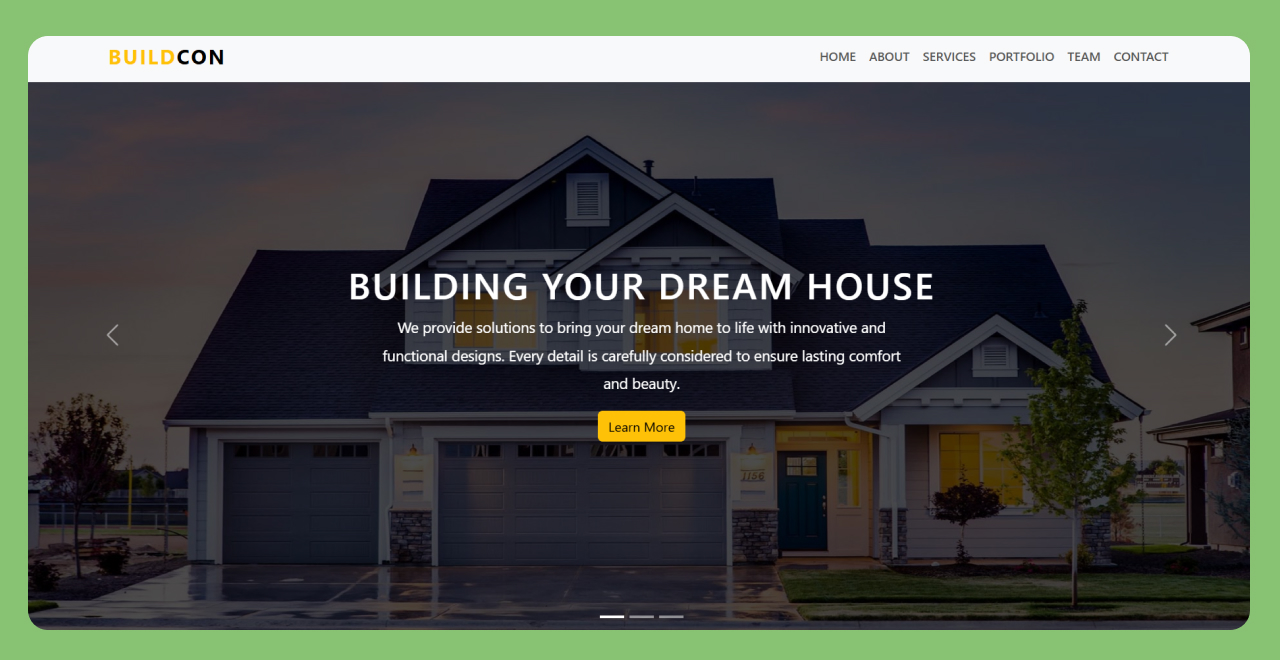 BUILDCON
HOME ABOUT SERVICES PORTFOLIO TEAM CONTACT
BUILDING YOUR DREAM HOUSE
We provide solutions to bring your dream home to life with innovative and
functional designs. Every detail is carefully considered to ensure lasting comfort
and beauty.
Learn More
1156